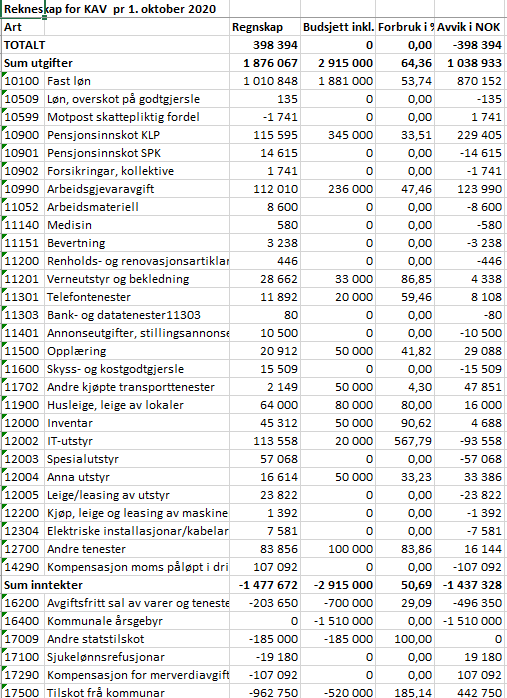 Rekneskap for KAV pr 1. oktober 2020
Art Regnskap Budsjett inkl. Forbruk i % Avvik i NOK
TOTALT 398 394 0 0,00 -398 394
Sum utgifter 1 876 067 2 915 000 64,36 1 038 933
10100 Fast løn 1 010 848 1 881 000 53,74 870 152
10509 Løn, overskot på godtgjersle 135 0 0,00 -135
10599 Motpost skattepliktig fordel -1 741 0 0,00 1 741
10900 Pensjonsinnskot KLP 115 595 345 000 33,51 229 405
10901 Pensjonsinnskot SPK 14 615 0 0,00 -14 615
10902 Forsikringar, kollektive 1 741 0 0,00 -1 741
10990 Arbeidsgjevaravgift 112 010 236 000 47,46 123 990
11052 Arbeidsmateriell 8 600 0 0,00 -8 600
11140 Medisin 580 0 0,00 -580
11151 Bevertning 3 238 0 0,00 -3 238
11200 Renholds- og renovasjonsartiklar 446 0 0,00 -446
11201 Verneutstyr og bekledning 28 662 33 000 86,85 4 338
11301 Telefontenester 11 892 20 000 59,46 8 108
11303 Bank- og datatenester11303 80 0 0,00 -80
11401 Annonseutgifter, stillingsannonse 10 500 0 0,00 -10 500
11500 Opplæring 20 912 50 000 41,82 29 088
11600 Skyss- og kostgodtgjersle 15 509 0 0,00 -15 509
11702 Andre kjøpte transporttenester 2 149 50 000 4,30 47 851
11900 Husleige, leige av lokaler 64 000 80 000 80,00 16 000
12000 Inventar 45 312 50 000 90,62 4 688
12002 IT-utstyr 113 558 20 000 567,79 -93 558
12003 Spesialutstyr 57 068 0 0,00 -57 068
12004 Anna utstyr 16 614 50 000 33,23 33 386
12005 Leige/leasing av utstyr 23 822 0 0,00 -23 822
12200 Kjøp, leige og leasing av maskine 1 392 0 0,00 -1 392
12304 Elektriske installasjonar/kabelar 7 581 0 0,00 -7 581
12700 Andre tenester 83 856 100 000 83,86 16 144
14290 Kompensasjon moms påløpt i dri 107 092 0 0,00 -107 092
Sum inntekter -1 477 672 -2 915 000 50,69 -1 437 328
16200 Avgiftsfritt sal av varer og teneste -203 650 -700 000 29,09 -496 350
16400 Kommunale årsgebyr 0 -1 510 000 0,00 -1 510 000
17009 Andre statstilskot -185 000 -185 000 100,00 0
17100 Sjukelønnsrefusjonar -19 180 0 0,00 19 180
17290 Kompensasjon for merverdiavgift -107 092 0 0,00 107 092
17500 Tilskot frå kommunar -962 750 -520 000 185,14 442 750